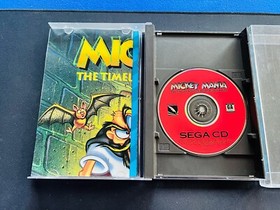 MIC
THE TIMEL
MICKEY MANIA
SEGA CD